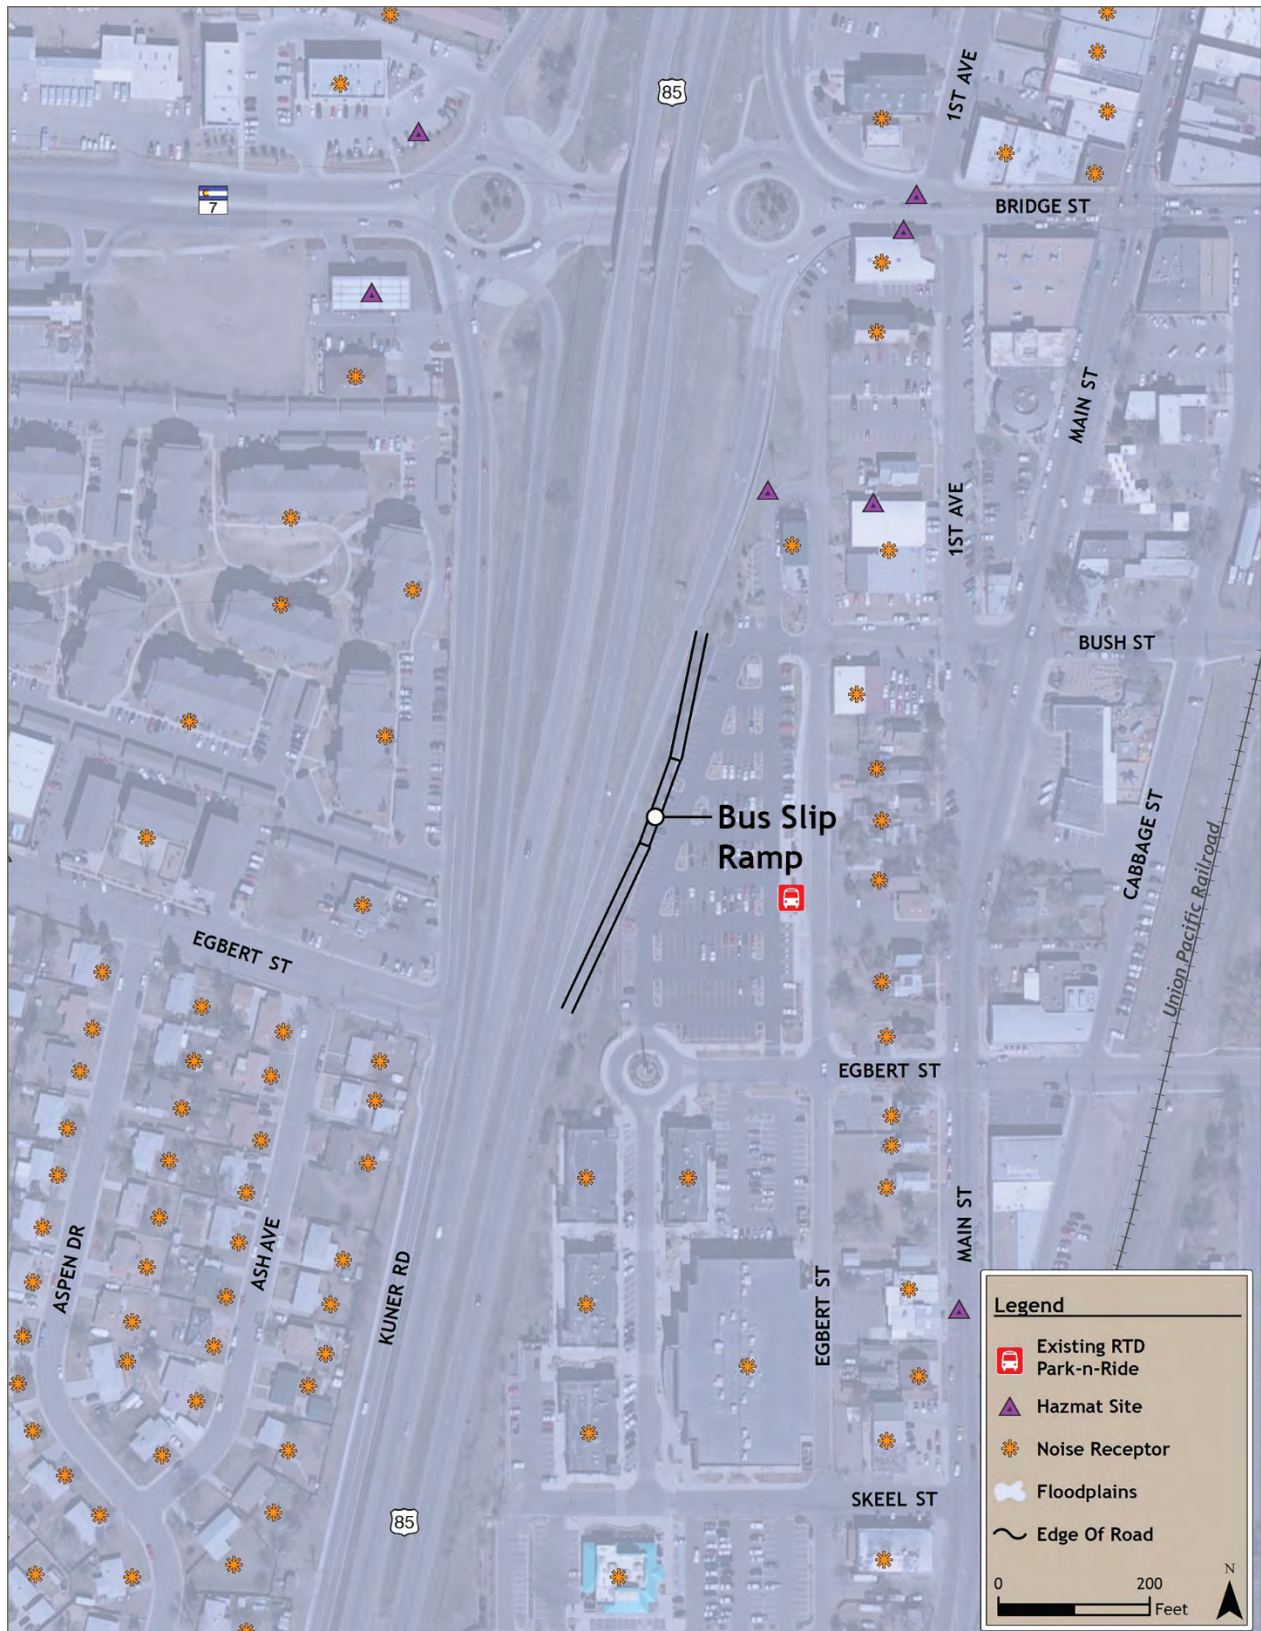 85
1ST AVE
7
BRIDGE ST
MAIN ST
1ST AVE
BUSH ST
Bus Slip
Ramp
CABBAGE ST
Union Pacific Railroad
EGBERT ST
EGBERT ST
MAIN ST
ASPEN DR
ASH AVE
KUNER RD
EGBERT ST
SKEEL ST
85
Legend
Existing RTD
Park-n-Ride
Hazmat Site
Noise Receptor
Floodplains
Edge Of Road
N
0 200
Feet